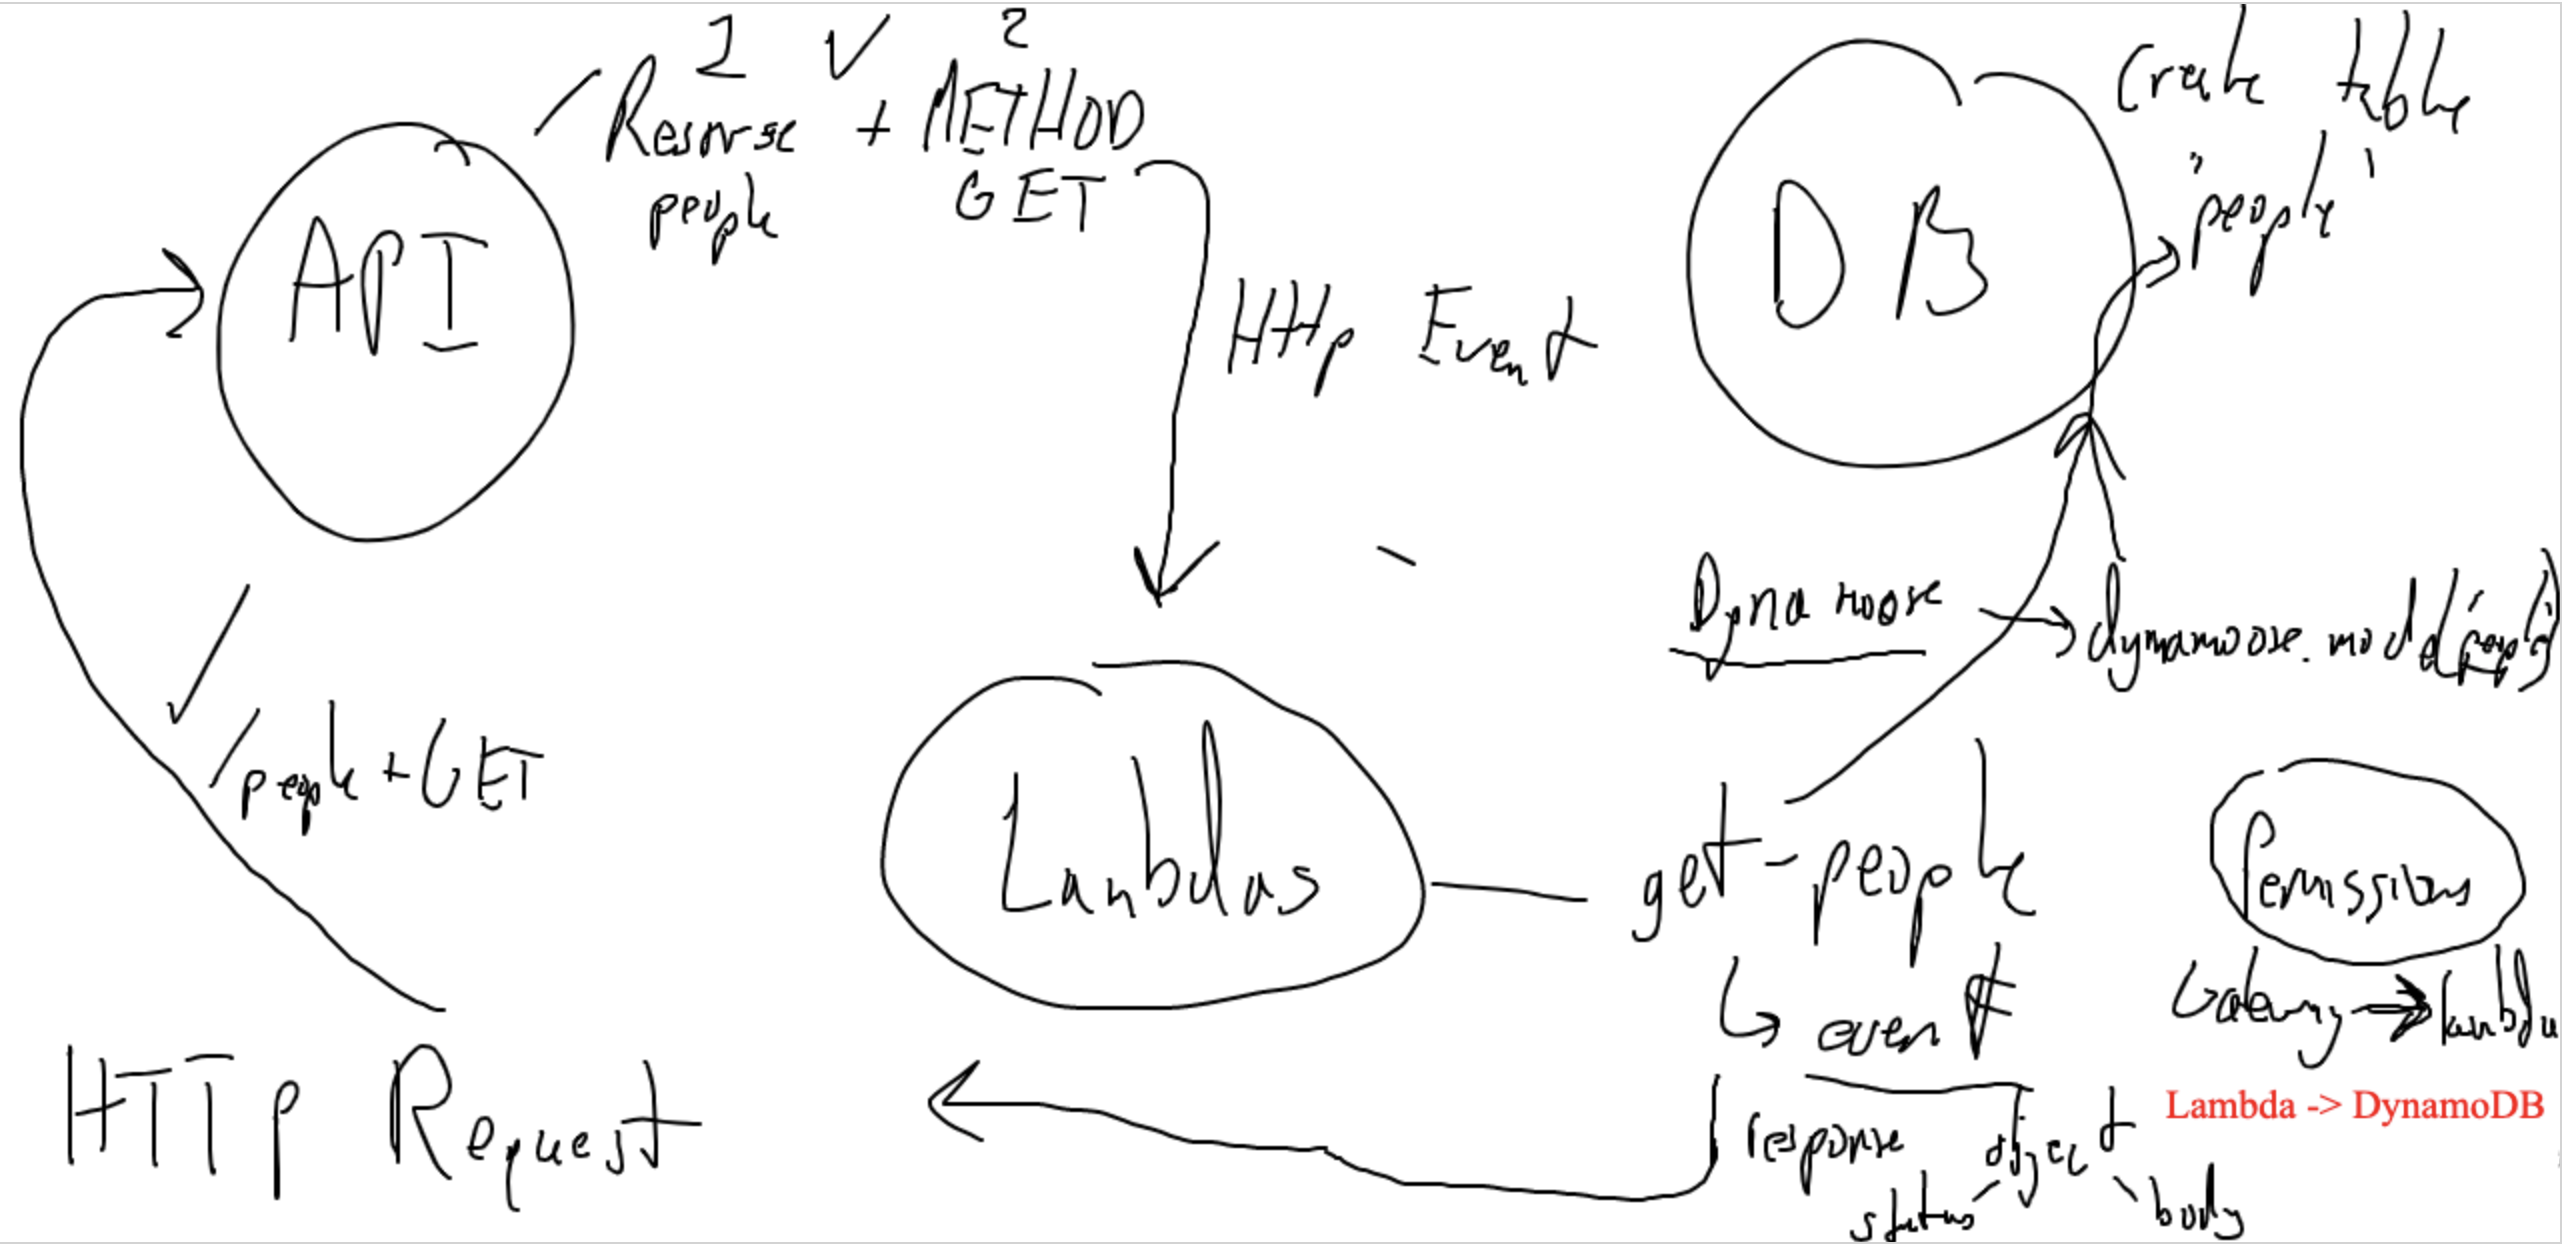 1 ✓ 2
/ Resource + METHOD
people GET
API
HTTp Event
DB
Create table
"people"
/people + GET
HTTp Request
Lambdas
Dynamoose → dynamoose.model('people')
get-people
↳ event
response object
status body
Permissions
Gateway → lambda
Lambda -> DynamoDB